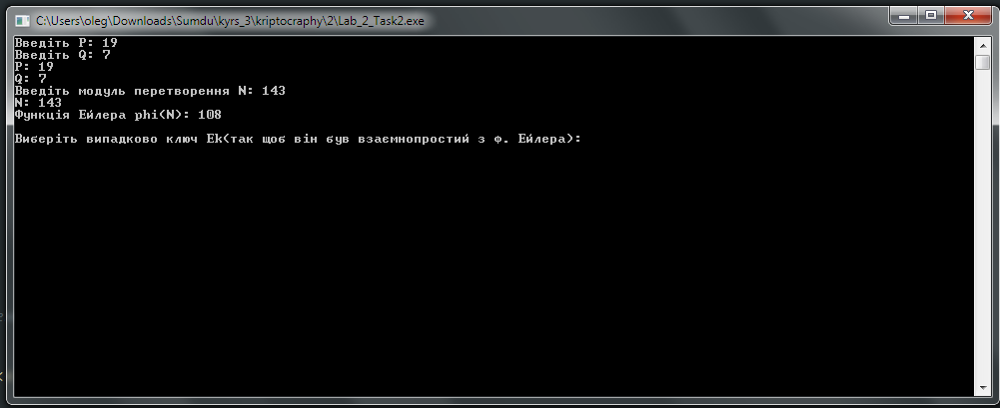 C:\Users\oleg\Downloads\Sumdu\kyrs_3\kriptocraphy\2\Lab_2_Task2.exe
Введіть P: 19
Введіть Q: 7
P: 19
Q: 7
Введіть модуль перетворення N: 143
N: 143
Функція Ейлера phi(N): 108
Виберіть випадково ключ Ek(так щоб він був взаємнопростий з ф. Ейлера):